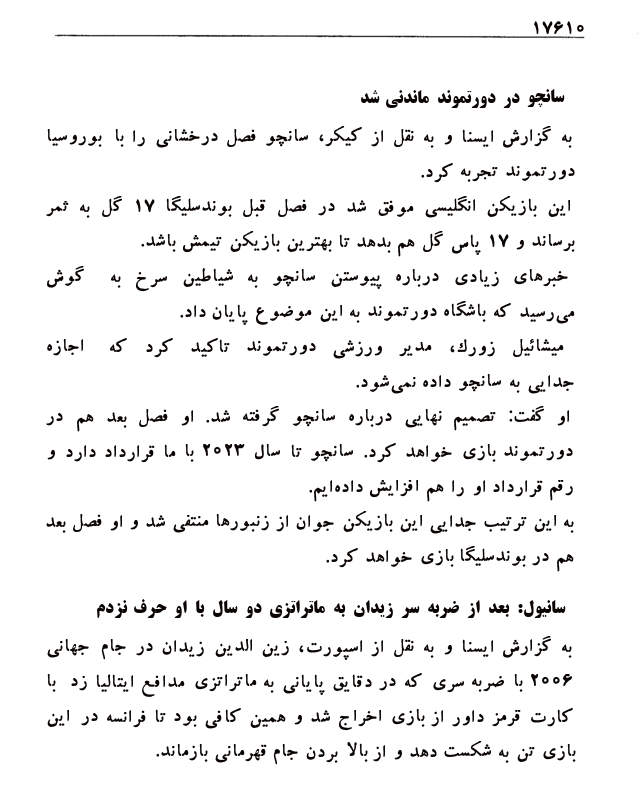 ۱۷۶۱۰
سانچو در دورتموند ماندنی شد
به گزارش ایسنا و به نقل از کیکر، سانچو فصل درخشانی را با بوروسیا
دورتموند تجربه کرد.
این بازیکن انگلیسی موفق شد در فصل قبل بوندسلیگا ۱۷ گل به ثمر
برساند و ۱۷ پاس گل هم بدهد تا بهترین بازیکن تیمش باشد.
خبرهای زیادی درباره پیوستن سانچو به شیاطین سرخ به گوش
می‌رسید که باشگاه دورتموند به این موضوع پایان داد.
میشائیل زورك، مدیر ورزشی دورتموند تاکید کرد که اجازه
جدایی به سانچو داده نمی‌شود.
او گفت: تصمیم نهایی درباره سانچو گرفته شد. او فصل بعد هم در
دورتموند بازی خواهد کرد. سانچو تا سال ۲۰۲۳ با ما قرارداد دارد و
رقم قرارداد او را هم افزایش داده‌ایم.
به این ترتیب جدایی این بازیکن جوان از زنبورها منتفی شد و او فصل بعد
هم در بوندسلیگا بازی خواهد کرد.
سانیول: بعد از ضربه سر زیدان به ماتراتزی دو سال با او حرف نزدم
به گزارش ایسنا و به نقل از اسپورت، زین الدین زیدان در جام جهانی
۲۰۰۶ با ضربه سری که در دقایق پایانی به ماتراتزی مدافع ایتالیا زد با
کارت قرمز داور از بازی اخراج شد و همین کافی بود تا فرانسه در این
بازی تن به شکست دهد و از بالا بردن جام قهرمانی بازماند.